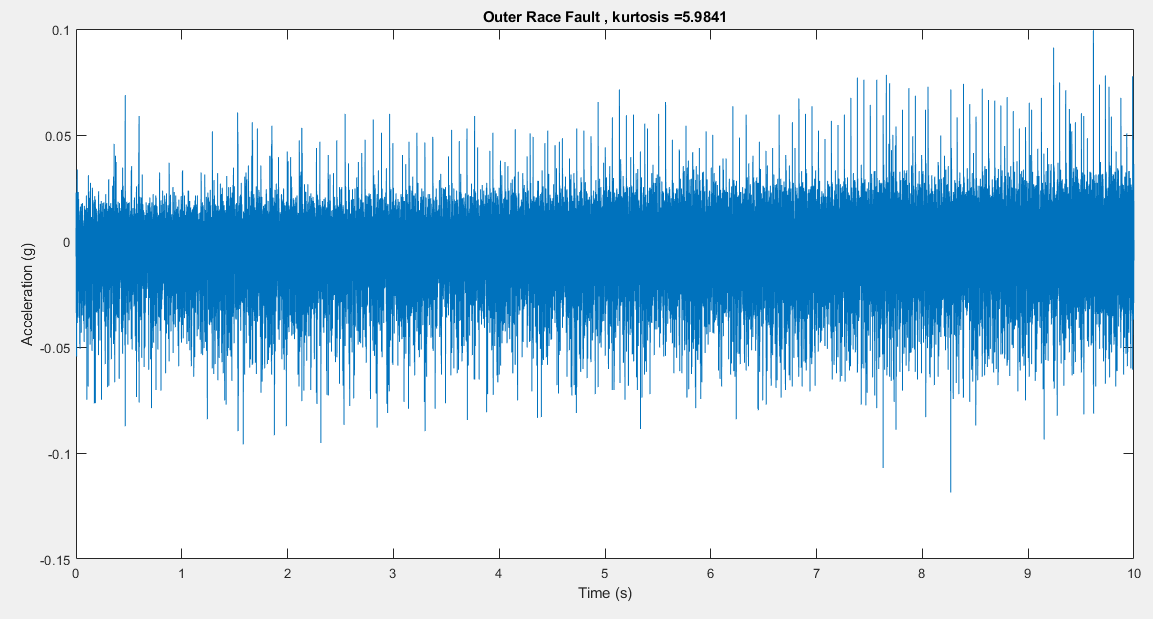 Outer Race Fault , kurtosis =5.9841
0.1
0.05
0
-0.05
-0.1
-0.15
Acceleration (g)
0 1 2 3 4 5 6 7 8 9 10
Time (s)